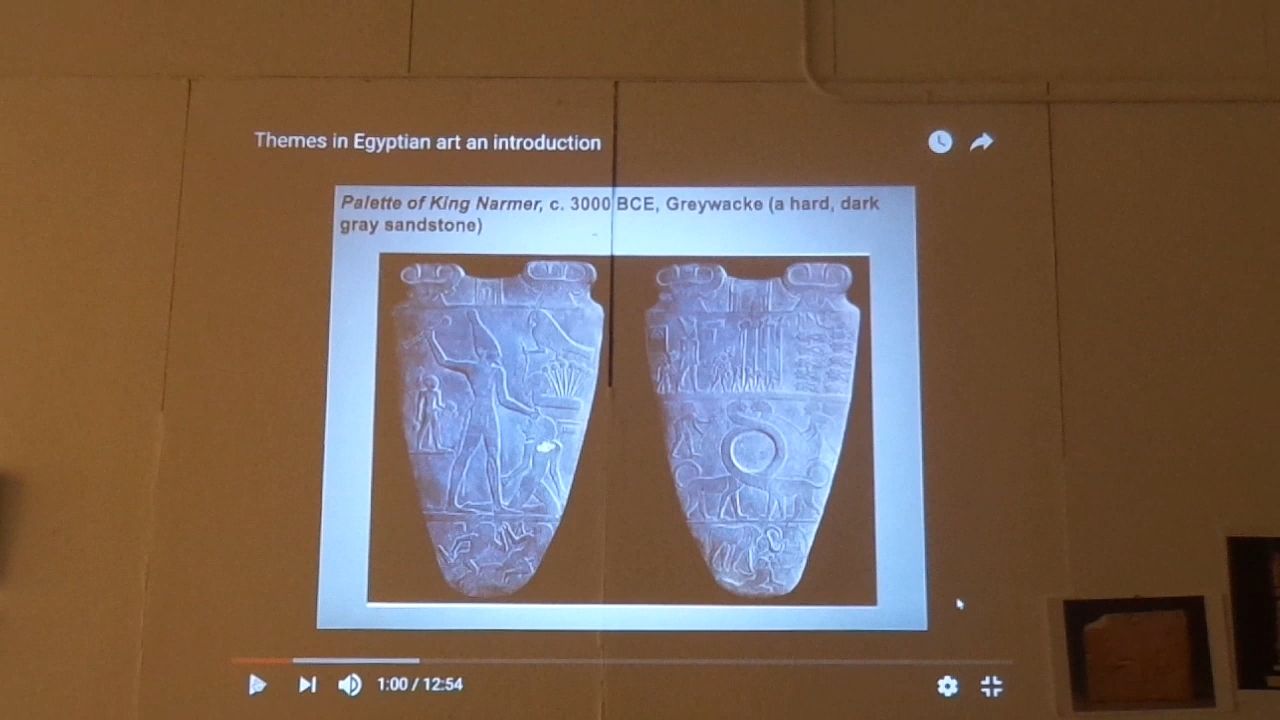 Themes in Egyptian art an introduction
Palette of King Narmer, c. 3000 BCE, Greywacke (a hard, dark
gray sandstone)
1:00 / 12:54